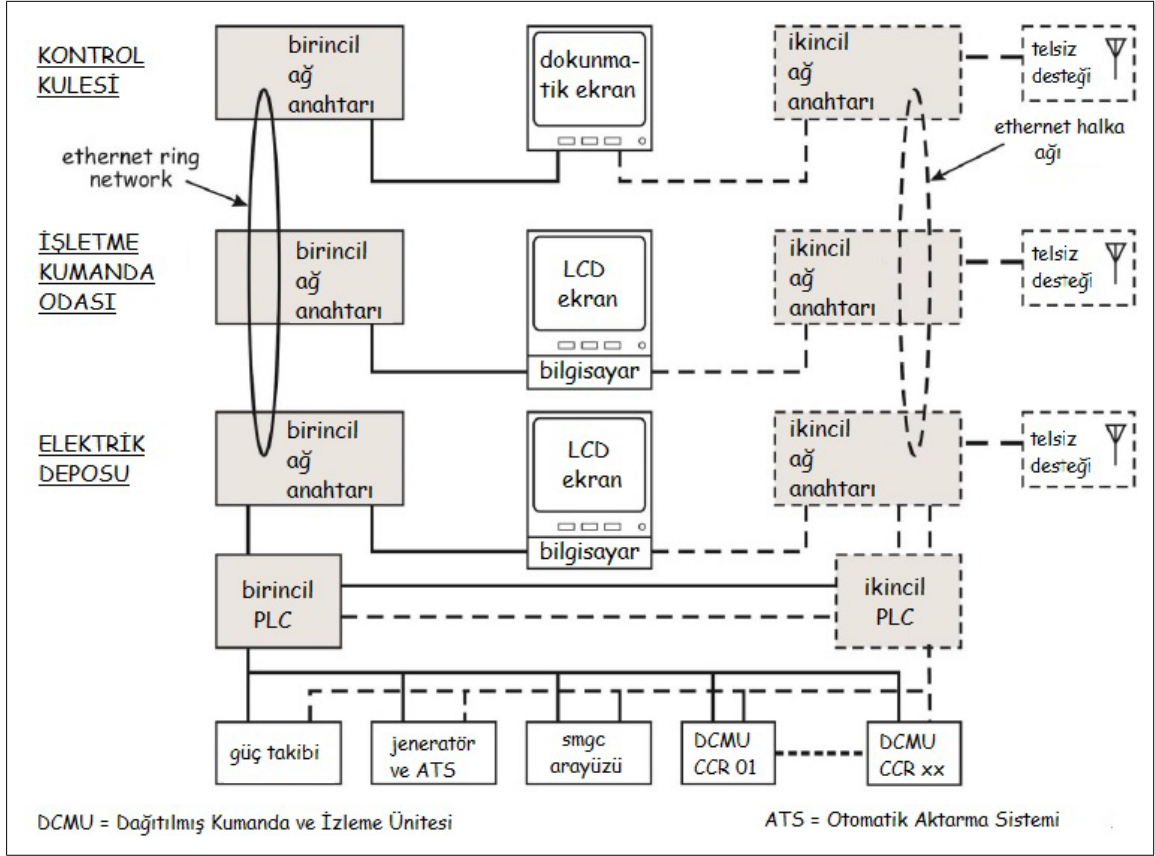 KONTROL
KULESİ
birincil
ağ
anahtarı
dokunma-
tik ekran
ikincil
ağ
anahtarı
telsiz
desteği
ethernet ring
network
ethernet halka
ağı
İŞLETME
KUMANDA
ODASI
birincil
ağ
anahtarı
LCD
ekran
bilgisayar
ikincil
ağ
anahtarı
telsiz
desteği
ELEKTRİK
DEPOSU
birincil
ağ
anahtarı
LCD
ekran
bilgisayar
ikincil
ağ
anahtarı
telsiz
desteği
birincil
PLC
ikincil
PLC
güç takibi
jeneratör
ve ATS
smgc
arayüzü
DCMU
CCR 01
DCMU
CCR xx
DCMU = Dağıtılmış Kumanda ve İzleme Ünitesi
ATS = Otomatik Aktarma Sistemi